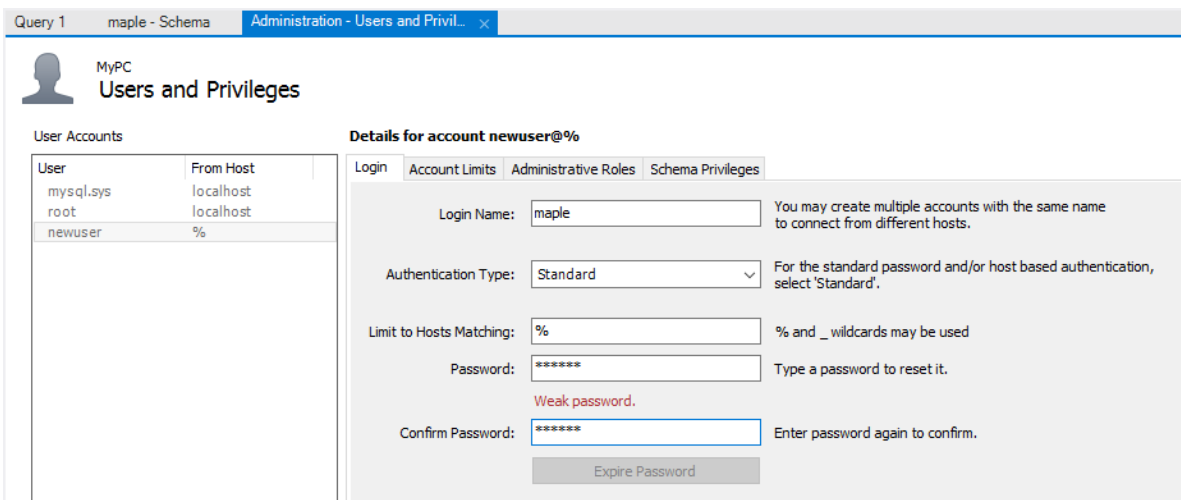 Query 1 maple - Schema Administration - Users and Privil... ×
MyPC
Users and Privileges
User Accounts
User From Host
mysql.sys localhost
root localhost
newuser %
Details for account newuser@%
Login Account Limits Administrative Roles Schema Privileges
Login Name: maple You may create multiple accounts with the same name
to connect from different hosts.
Authentication Type: Standard For the standard password and/or host based authentication,
select 'Standard'.
Limit to Hosts Matching: % % and _ wildcards may be used
Password: ****** Type a password to reset it.
Weak password.
Confirm Password: ****** Enter password again to confirm.
Expire Password